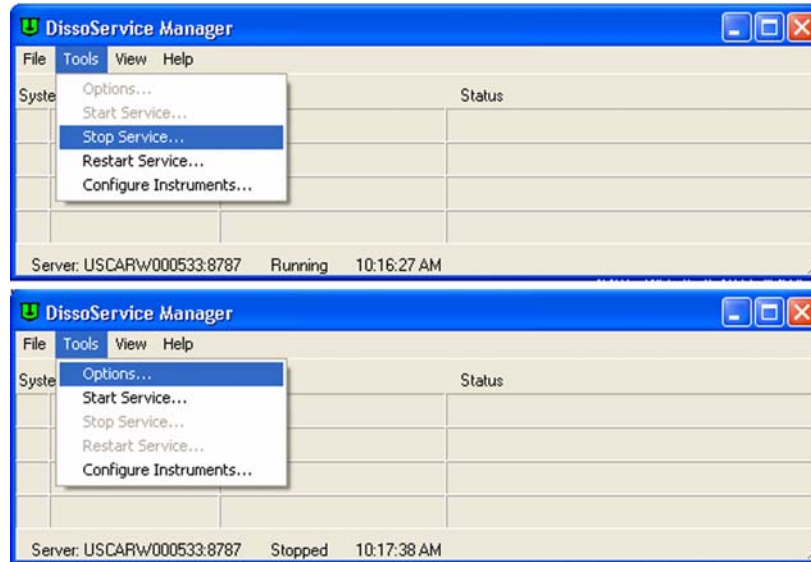 DissoService Manager
File Tools View Help
Syste Status
Options...
Start Service...
Stop Service...
Restart Service...
Configure Instruments...
Server: USCARW000533:8787 Running 10:16:27 AM
DissoService Manager
File Tools View Help
Syste Status
Options...
Start Service...
Stop Service...
Restart Service...
Configure Instruments...
Server: USCARW000533:8787 Stopped 10:17:38 AM